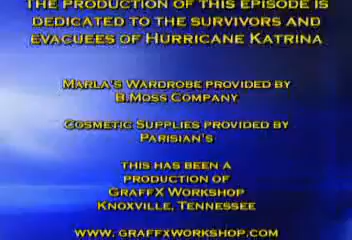 The production of this episode is
dedicated to the survivors and
evacuees of Hurricane Katrina
Marla's Wardrobe provided by
B.Moss Company
Cosmetic Supplies provided by
Parisian's
this has been a
production of
GraffX Workshop
Knoxville, Tennessee
www.graffxworkshop.com